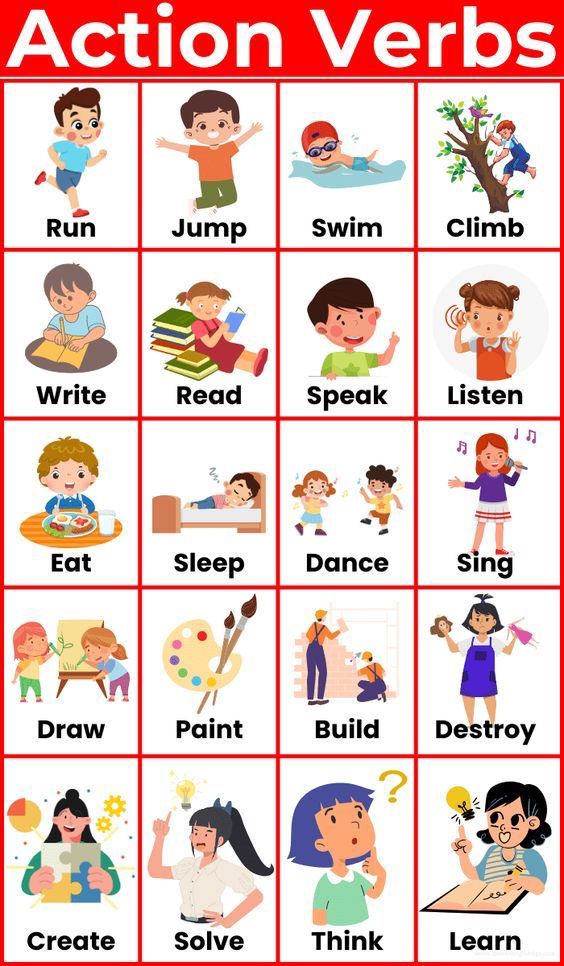 Action Verbs
Run
Jump
Swim
Climb
Write
Read
Speak
Listen
Eat
Sleep
Dance
Sing
Draw
Paint
Build
Destroy
Create
Solve
Think
Learn